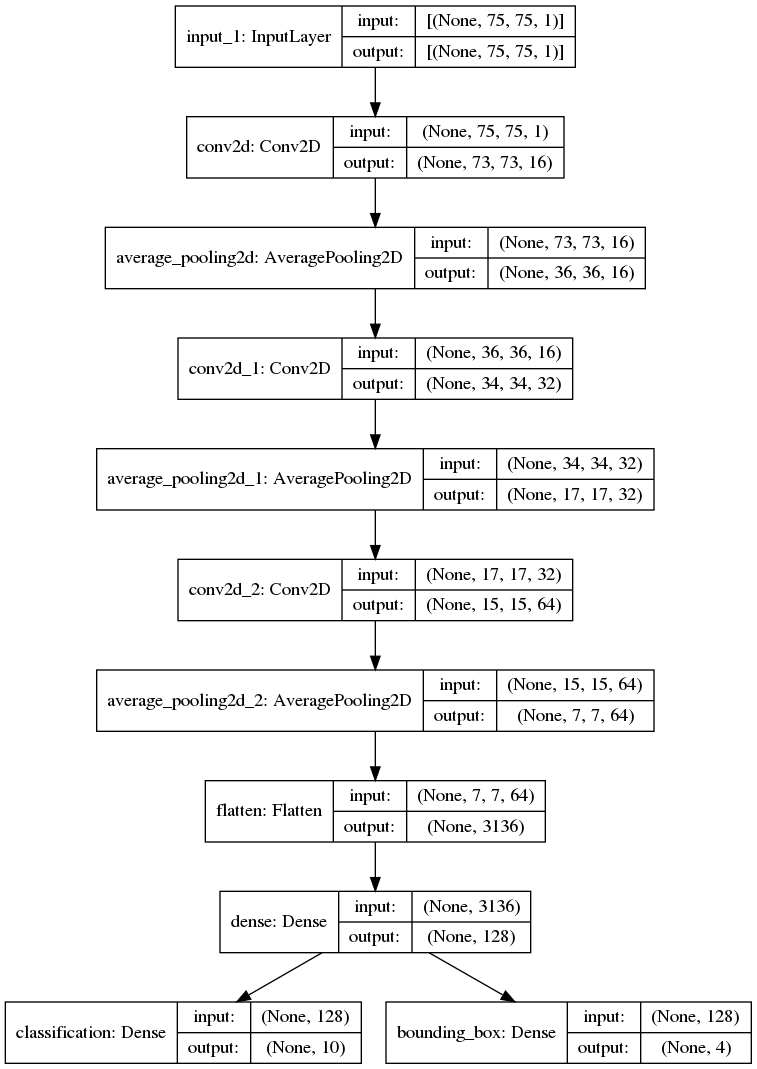 input_1: InputLayer
input:
[(None, 75, 75, 1)]
output:
[(None, 75, 75, 1)]
conv2d: Conv2D
input:
(None, 75, 75, 1)
output:
(None, 73, 73, 16)
average_pooling2d: AveragePooling2D
input:
(None, 73, 73, 16)
output:
(None, 36, 36, 16)
conv2d_1: Conv2D
input:
(None, 36, 36, 16)
output:
(None, 34, 34, 32)
average_pooling2d_1: AveragePooling2D
input:
(None, 34, 34, 32)
output:
(None, 17, 17, 32)
conv2d_2: Conv2D
input:
(None, 17, 17, 32)
output:
(None, 15, 15, 64)
average_pooling2d_2: AveragePooling2D
input:
(None, 15, 15, 64)
output:
(None, 7, 7, 64)
flatten: Flatten
input:
(None, 7, 7, 64)
output:
(None, 3136)
dense: Dense
input:
(None, 3136)
output:
(None, 128)
classification: Dense
input:
(None, 128)
output:
(None, 10)
bounding_box: Dense
input:
(None, 128)
output:
(None, 4)